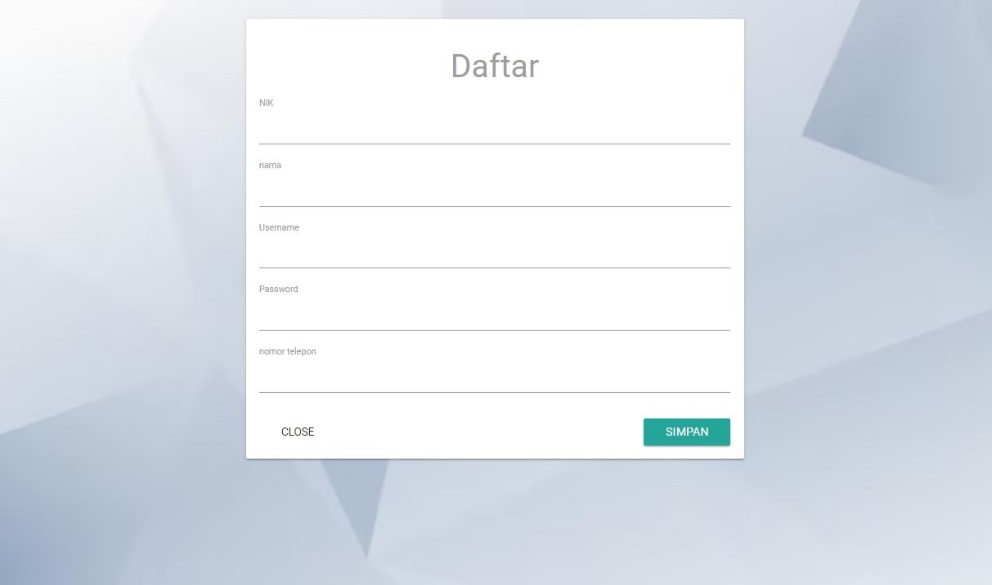 Daftar
NIK
nama
Username
Password
nomor telepon
CLOSE
SIMPAN